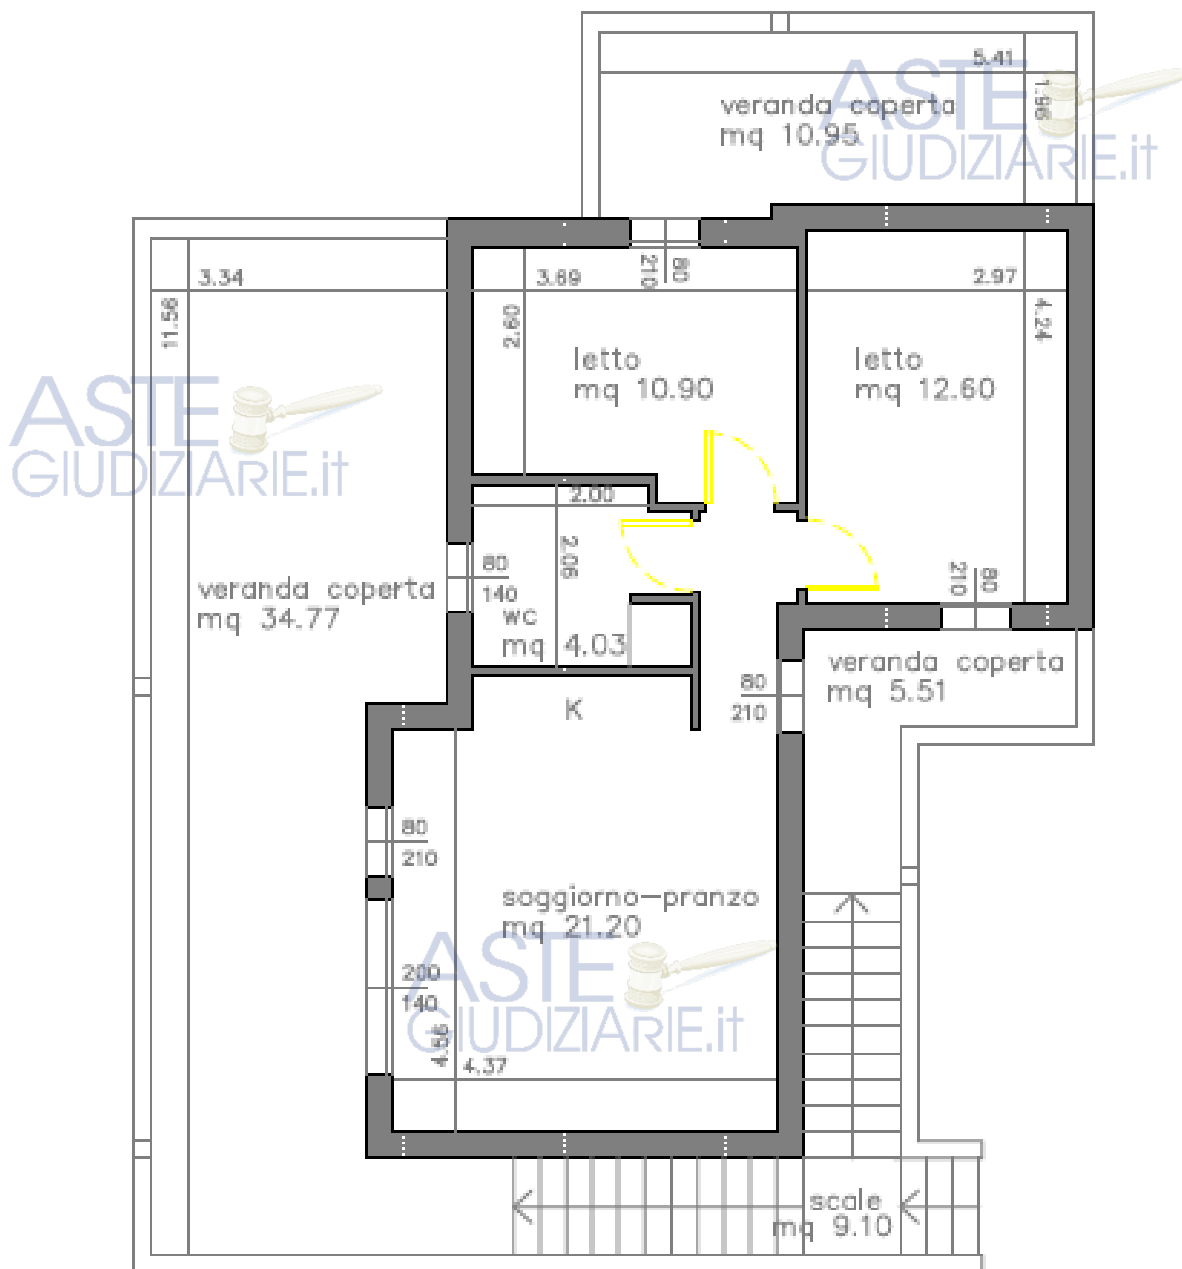 5.41
1.96
veranda coperta
mq 10.95
ASTE
GIUDIZIARIE.it
3.34
11.56
3.69
2.60
80
210
2.97
4.24
letto
mq 10.90
letto
mq 12.60
ASTE
GIUDIZIARIE.it
2.00
2.06
80
140
wc
mq 4.03
80
210
veranda coperta
mq 34.77
veranda coperta
mq 5.51
80
210
K
80
210
soggiorno-pranzo
mq 21.20
ASTE
GIUDIZIARIE.it
200
140
4.56
4.37
scale
mq 9.10